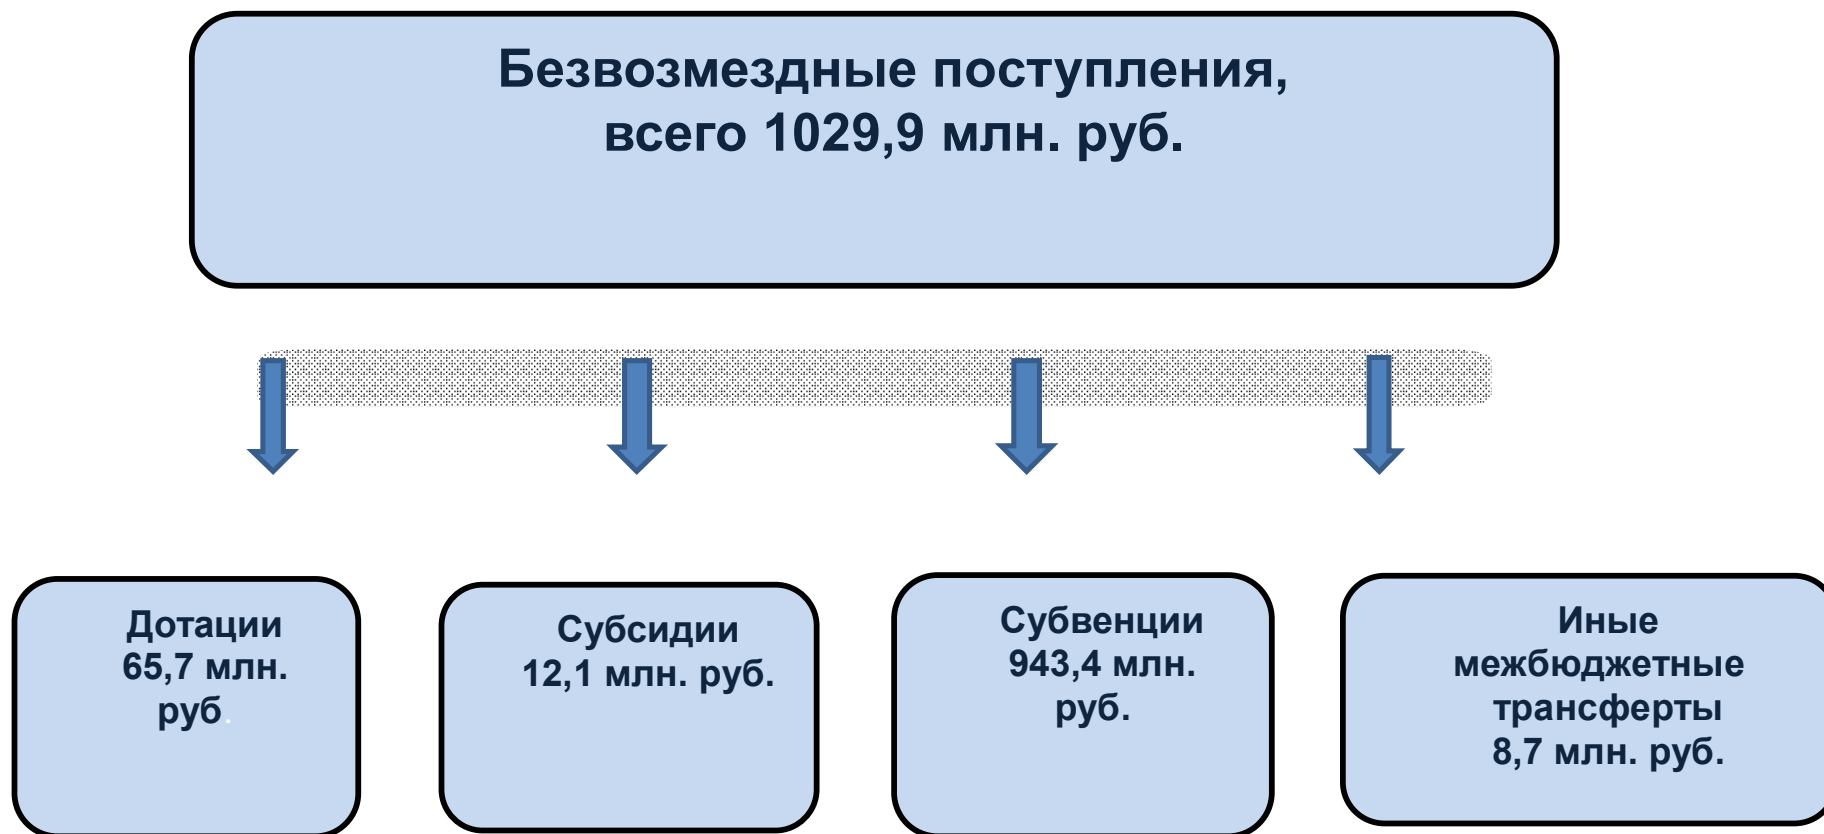 Безвозмездные поступления,
всего 1029,9 млн. руб.
Дотации
65,7 млн.
руб.
Субсидии
12,1 млн. руб.
Субвенции
943,4 млн.
руб.
Иные
межбюджетные
трансферты
8,7 млн. руб.